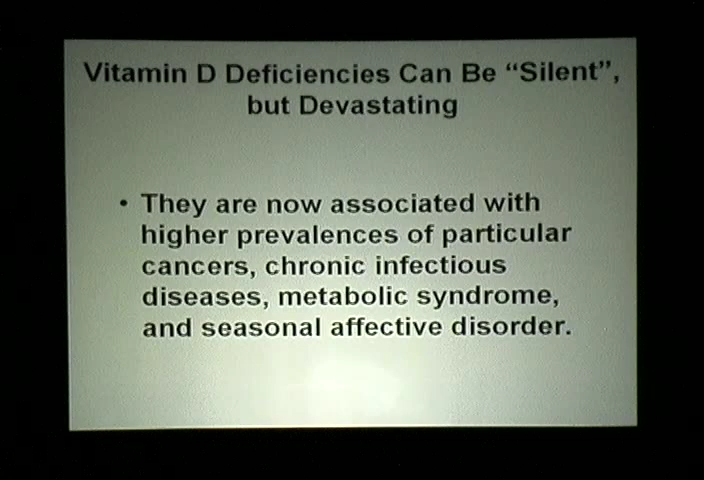 Vitamin D Deficiencies Can Be “Silent”,
but Devastating
• They are now associated with
higher prevalences of particular
cancers, chronic infectious
diseases, metabolic syndrome,
and seasonal affective disorder.